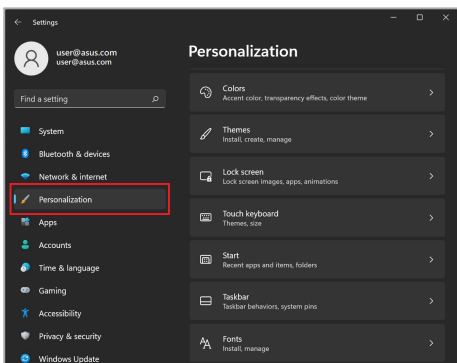 Settings
user@asus.com
user@asus.com
Find a setting
System
Bluetooth & devices
Network & internet
Personalization
Apps
Accounts
Time & language
Gaming
Accessibility
Privacy & security
Windows Update
Personalization
Colors
Accent color, transparency effects, color theme
Themes
Install, create, manage
Lock screen
Lock screen images, apps, animations
Touch keyboard
Themes, size
Start
Recent apps and items, folders
Taskbar
Taskbar behaviors, system pins
Fonts
Install, manage